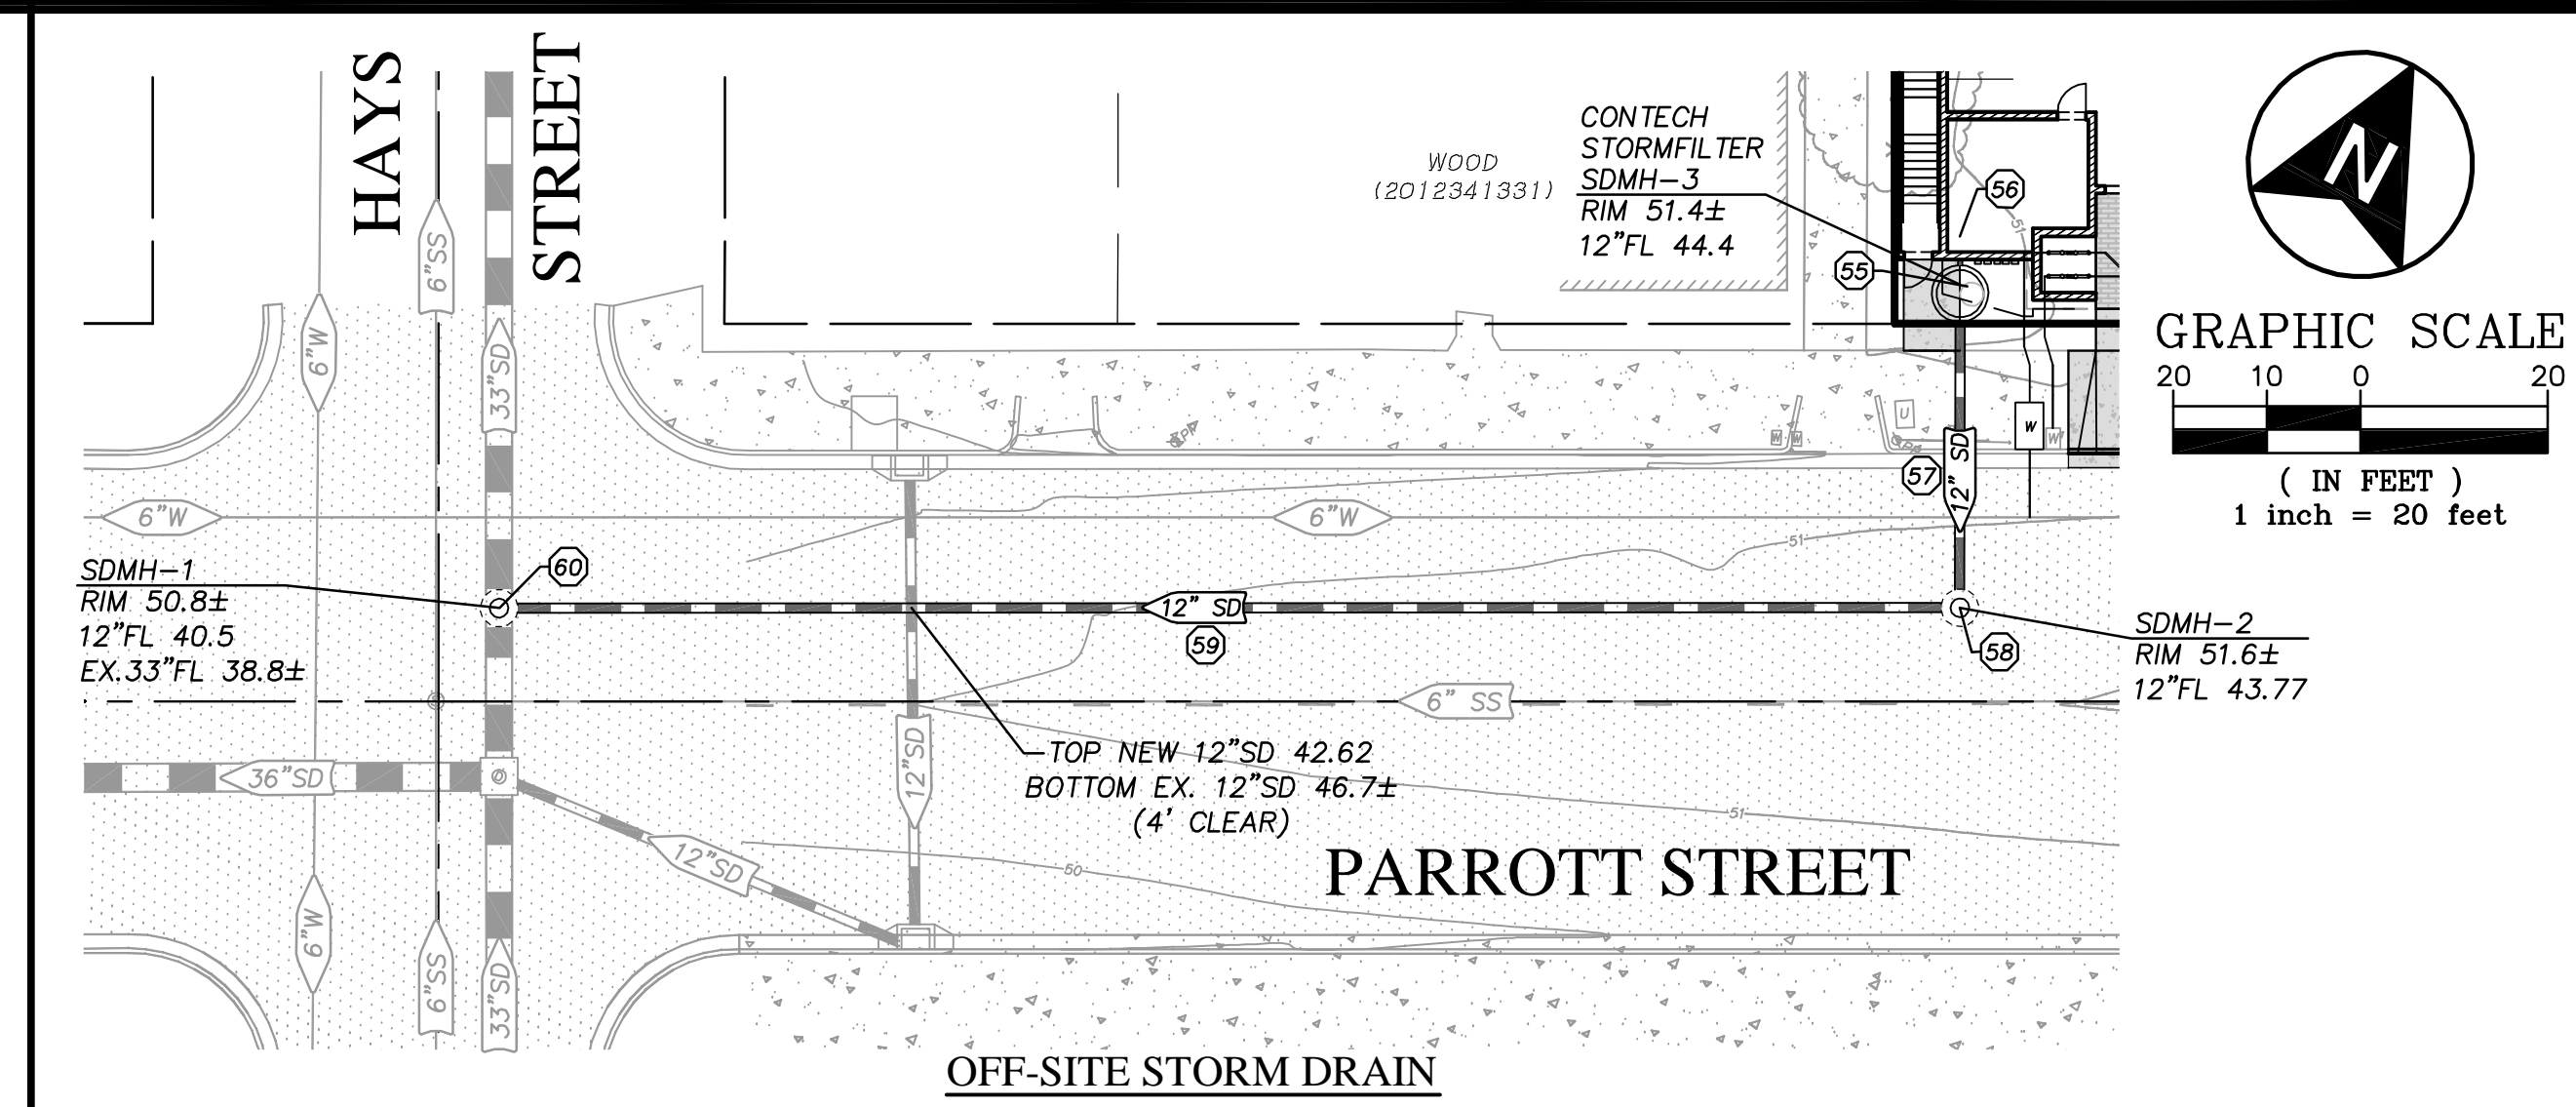 HAYS
STREET
CONTECH
STORMFILTER
SDMH-3
RIM 51.4±
12"FL 44.4
WOOD
(2012341331)
56
55
51
N
GRAPHIC SCALE
20 10 0 20
( IN FEET )
1 inch = 20 feet
6"SS
6"W
33"SD
U
W
W
W
W
PP
PP
57
12" SD
6"W
6"W
51
SDMH-1
RIM 50.8±
12"FL 40.5
EX.33"FL 38.8±
60
12" SD
59
58
SDMH-2
RIM 51.6±
12"FL 43.77
6" SS
36"SD
D
12"SD
TOP NEW 12"SD 42.62
BOTTOM EX. 12"SD 46.7±
(4' CLEAR)
51
12"SD
50
PARROTT STREET
6"W
6"SS
33"SD
OFF-SITE STORM DRAIN